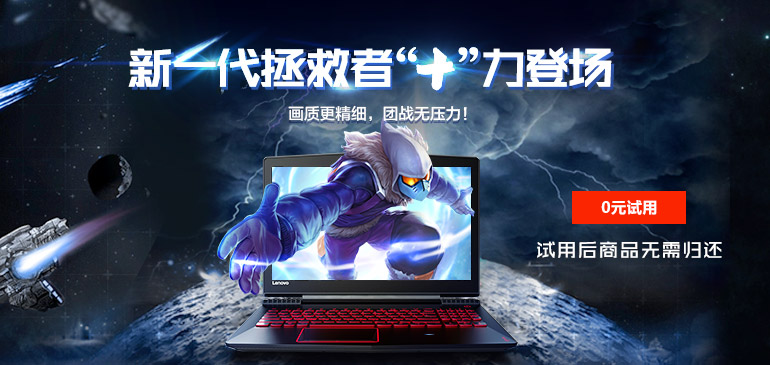 新一代拯救者“十”力登场
画质更精细，团战无压力！
0元试用
试用后商品无需归还
Lenovo